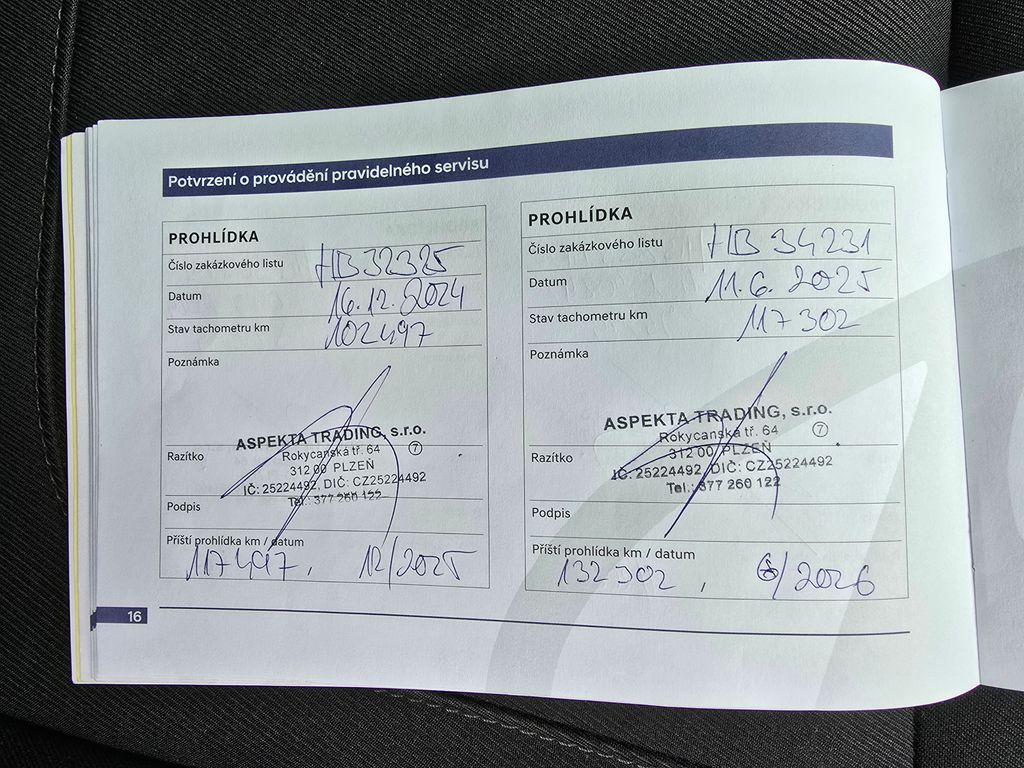 Potvrzení o provádění pravidelného servisu
PROHLÍDKA
Číslo zakázkového listu HB 32325
Datum 16.12.2024
Stav tachometru km 102497
Poznámka
ASPEKTA TRADING, s.r.o.
Rokycanská tř. 64 7
312 00 PLZEŇ
Razítko
IČ: 25224492, DIČ: CZ25224492
Tel.: 377 260 122
Podpis
Příští prohlídka km / datum
117497, 12/2025
PROHLÍDKA
Číslo zakázkového listu HB 34231
Datum 11.6.2025
Stav tachometru km 117302
Poznámka
ASPEKTA TRADING, s.r.o.
Rokycanská tř. 64 7
312 00 PLZEŇ
Razítko
IČ: 25224492, DIČ: CZ25224492
Tel.: 377 260 122
Podpis
Příští prohlídka km / datum
132302, 6/2026
16